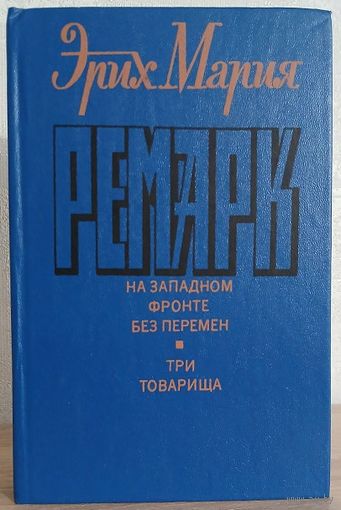 Эрих Мария
РЕМАРК
НА ЗАПАДНОМ
ФРОНТЕ
БЕЗ ПЕРЕМЕН
ТРИ
ТОВАРИЩА